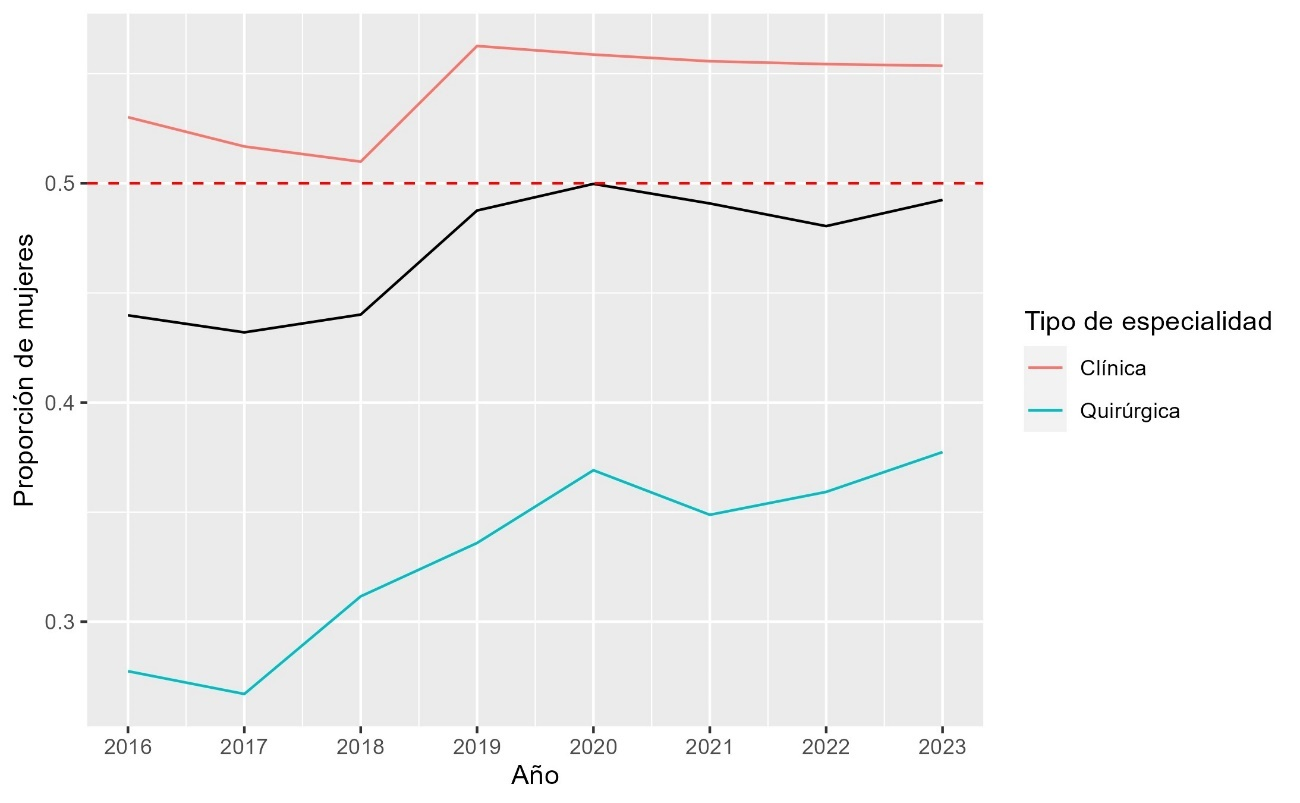 Proporción de mujeres
0.5
0.4
0.3
2016 2017 2018 2019 2020 2021 2022 2023
Año
Tipo de especialidad
Clínica
Quirúrgica